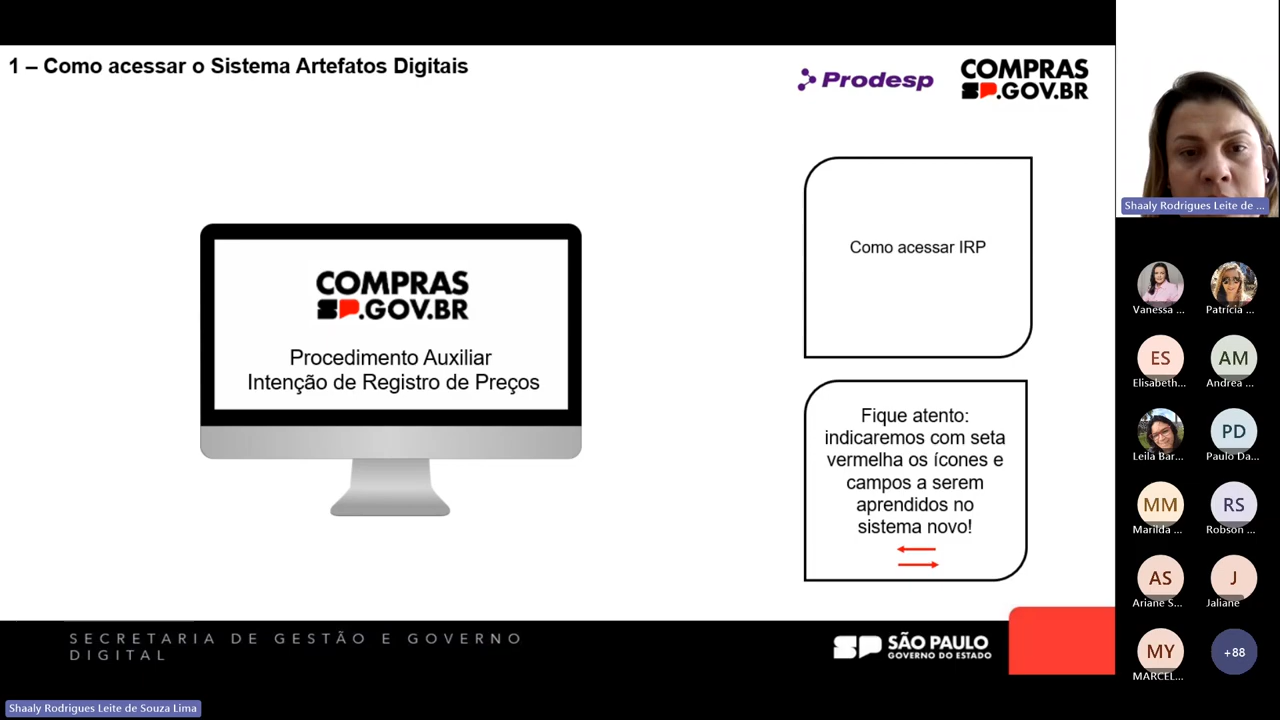 1 – Como acessar o Sistema Artefatos Digitais
Prodesp
COMPRAS
SP.GOV.BR
COMPRAS
SP.GOV.BR
Procedimento Auxiliar
Intenção de Registro de Preços
Como acessar IRP
Fique atento:
indicaremos com seta
vermelha os ícones e
campos a serem
aprendidos no
sistema novo!
SECRETARIA DE GESTÃO E GOVERNO
DIGITAL
SP SÃO PAULO
GOVERNO DO ESTADO
Shaaly Rodrigues Leite de Souza Lima
Shaaly Rodrigues Leite de ...
Vanessa ...
Patrícia ...
ES
Elisabeth...
AM
Andrea ...
Leila Bar...
PD
Paulo Da...
MM
Marilda ...
RS
Robson ...
AS
Ariane S...
J
Jaliane
MY
MARCEL...
+88